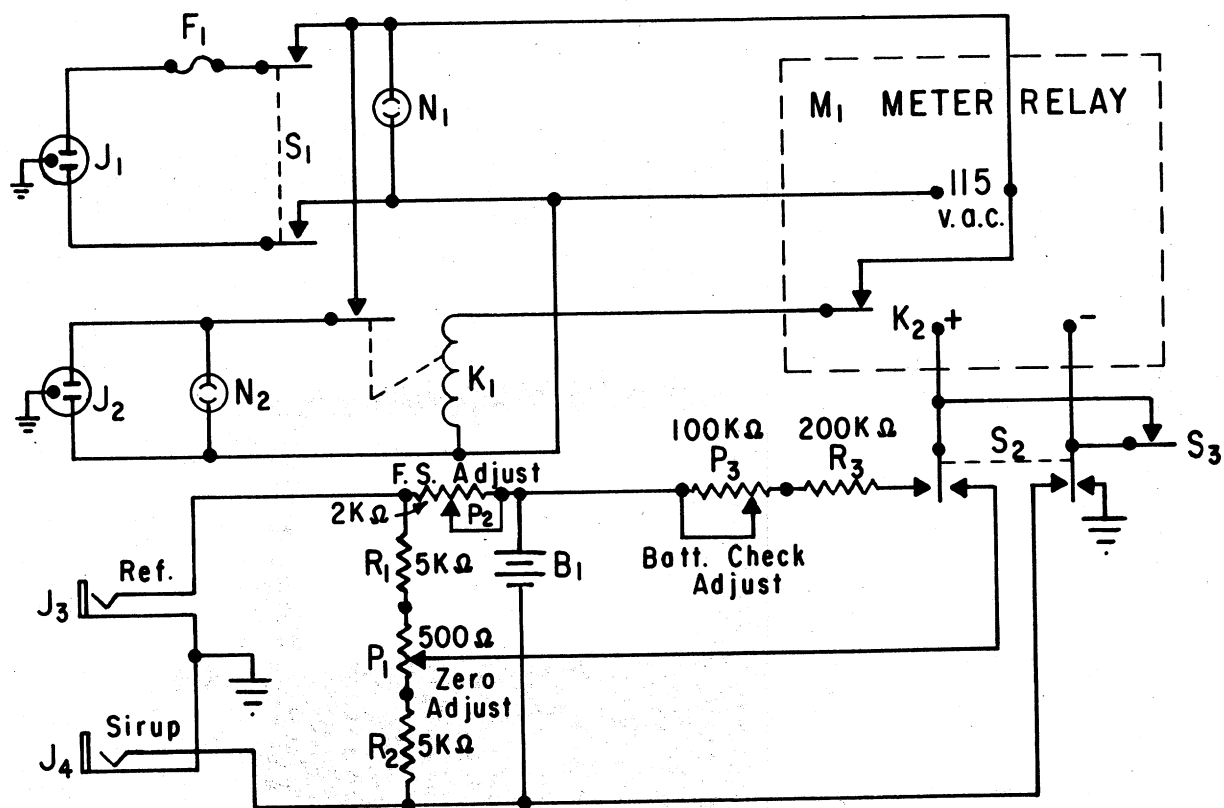 F1
M1 METER RELAY
N1
J1
S1
115
v.a.c.
K2 + -
J2
N2
K1
100KΩ
P3
200KΩ
R3
S2
S3
F.S. Adjust
2KΩ
P2
Ref.
R1 5KΩ
B1
Batt. Check
Adjust
J3
500Ω
P1
Zero
Adjust
Sirup
J4
R2 5KΩ